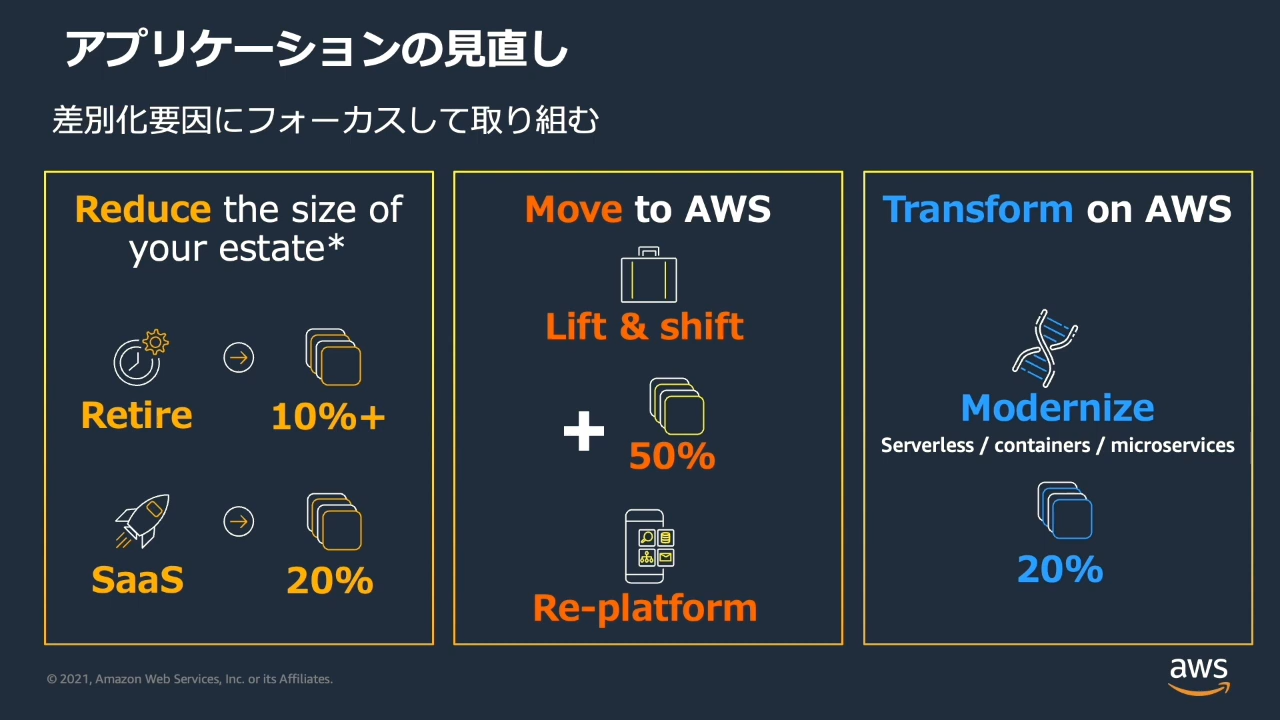 アプリケーションの見直し
差別化要因にフォーカスして取り組む
Reduce the size of
your estate*
Retire
10%+
SaaS
20%
Move to AWS
Lift & shift
+
50%
Re-platform
Transform on AWS
Modernize
Serverless / containers / microservices
20%
© 2021, Amazon Web Services, Inc. or its Affiliates.
aws